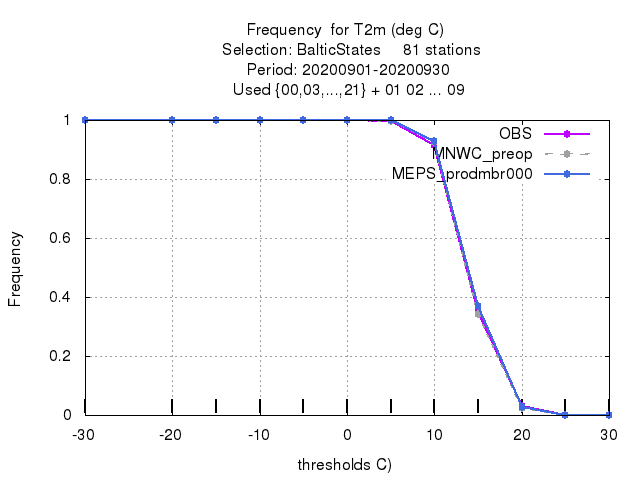 Frequency  for T2m (deg C)
Selection: BalticStates     81 stations
Period: 20200901-20200930
Used {00,03,...,21} + 01 02 ... 09
1
0.8
0.6
0.4
0.2
0
Frequency
OBS
MNWC_preop
MEPS_prodmbr000
-30 -20 -10 0 10 20 30
thresholds C)